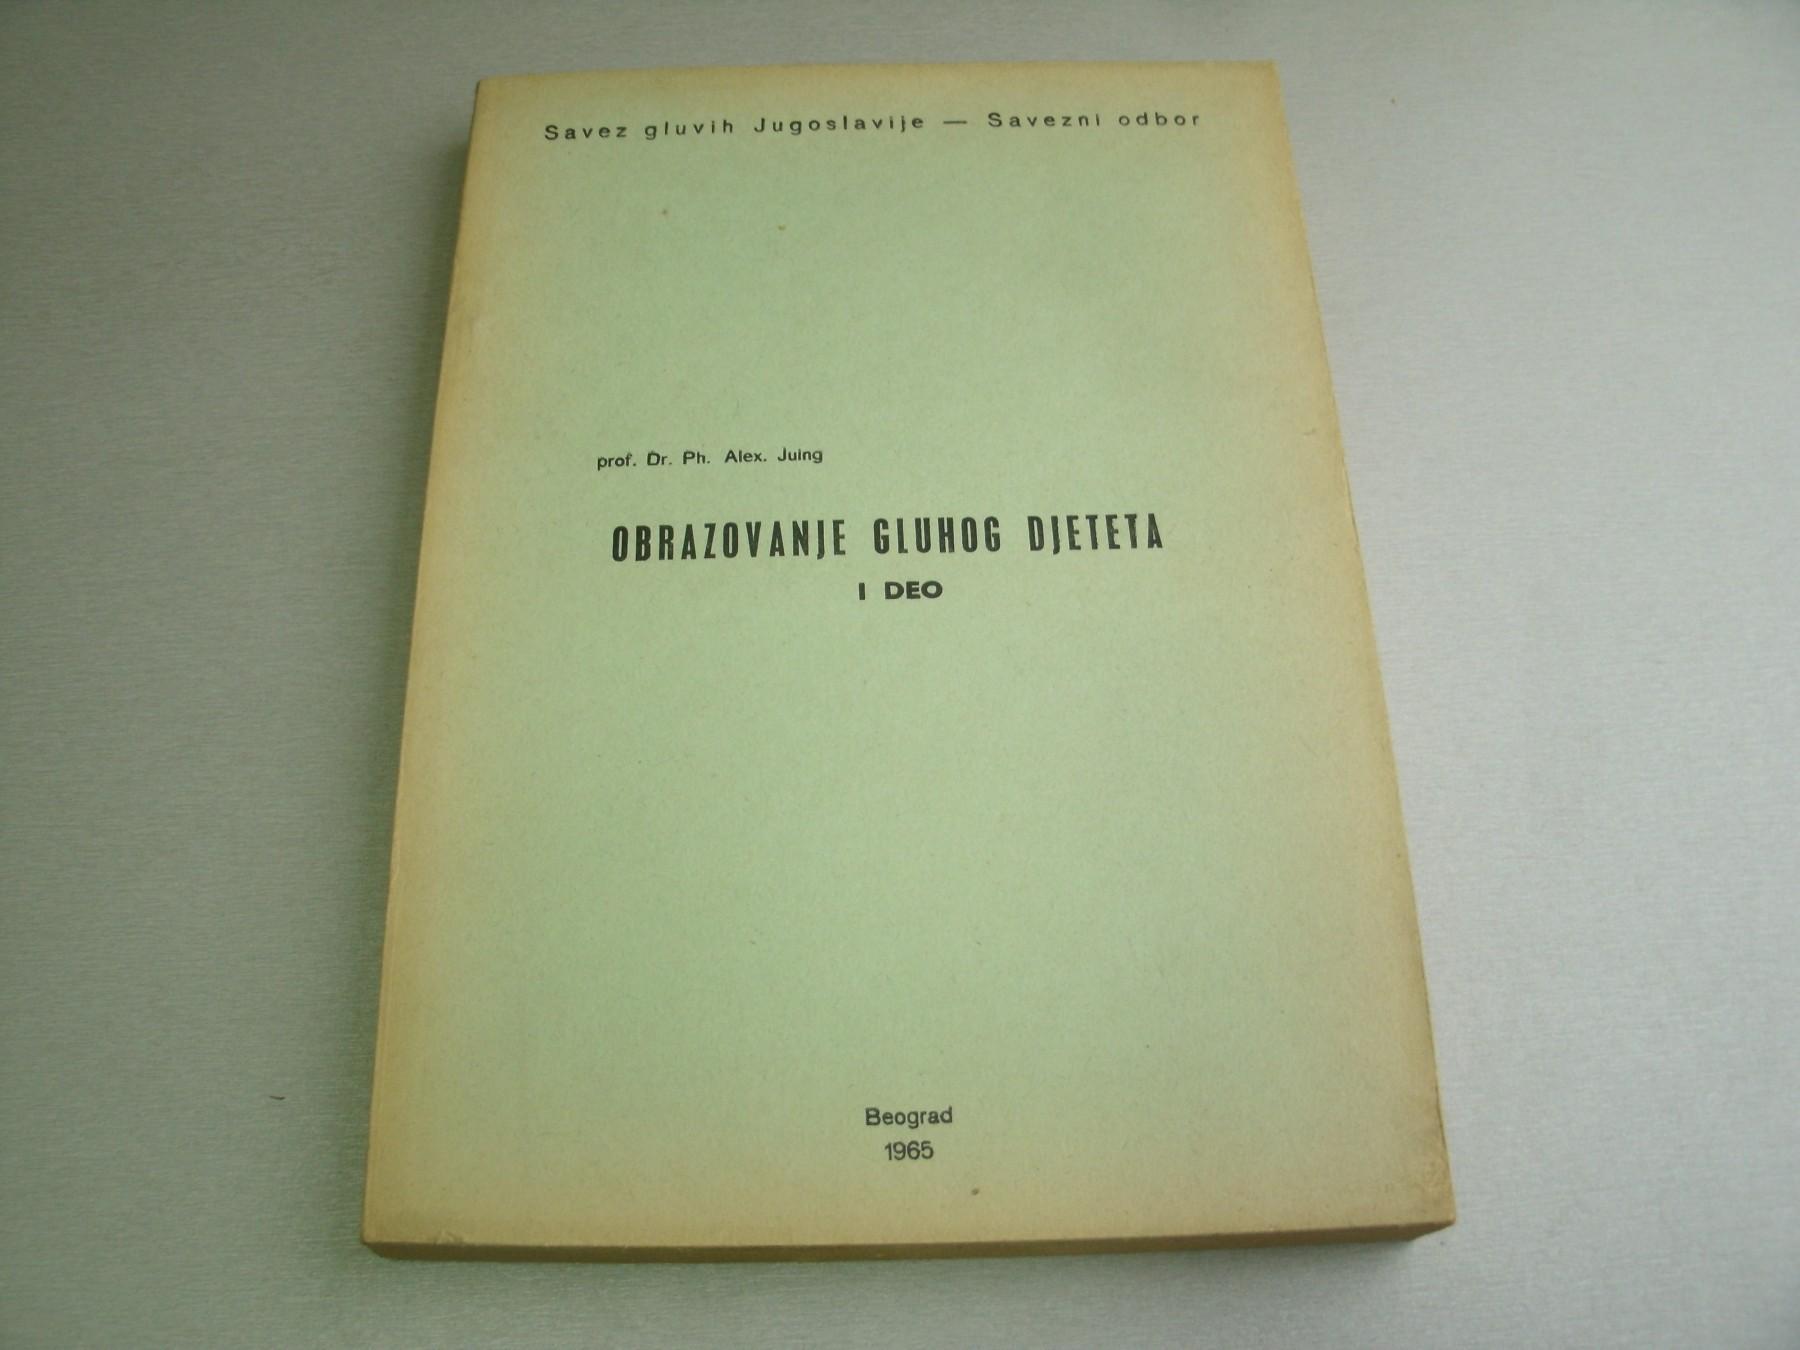 Savez gluvih Jugoslavije — Savezni odbor
prof. Dr. Ph. Alex. Juing
OBRAZOVANJE GLUHOG DJETETA
I DEO
Beograd
1965